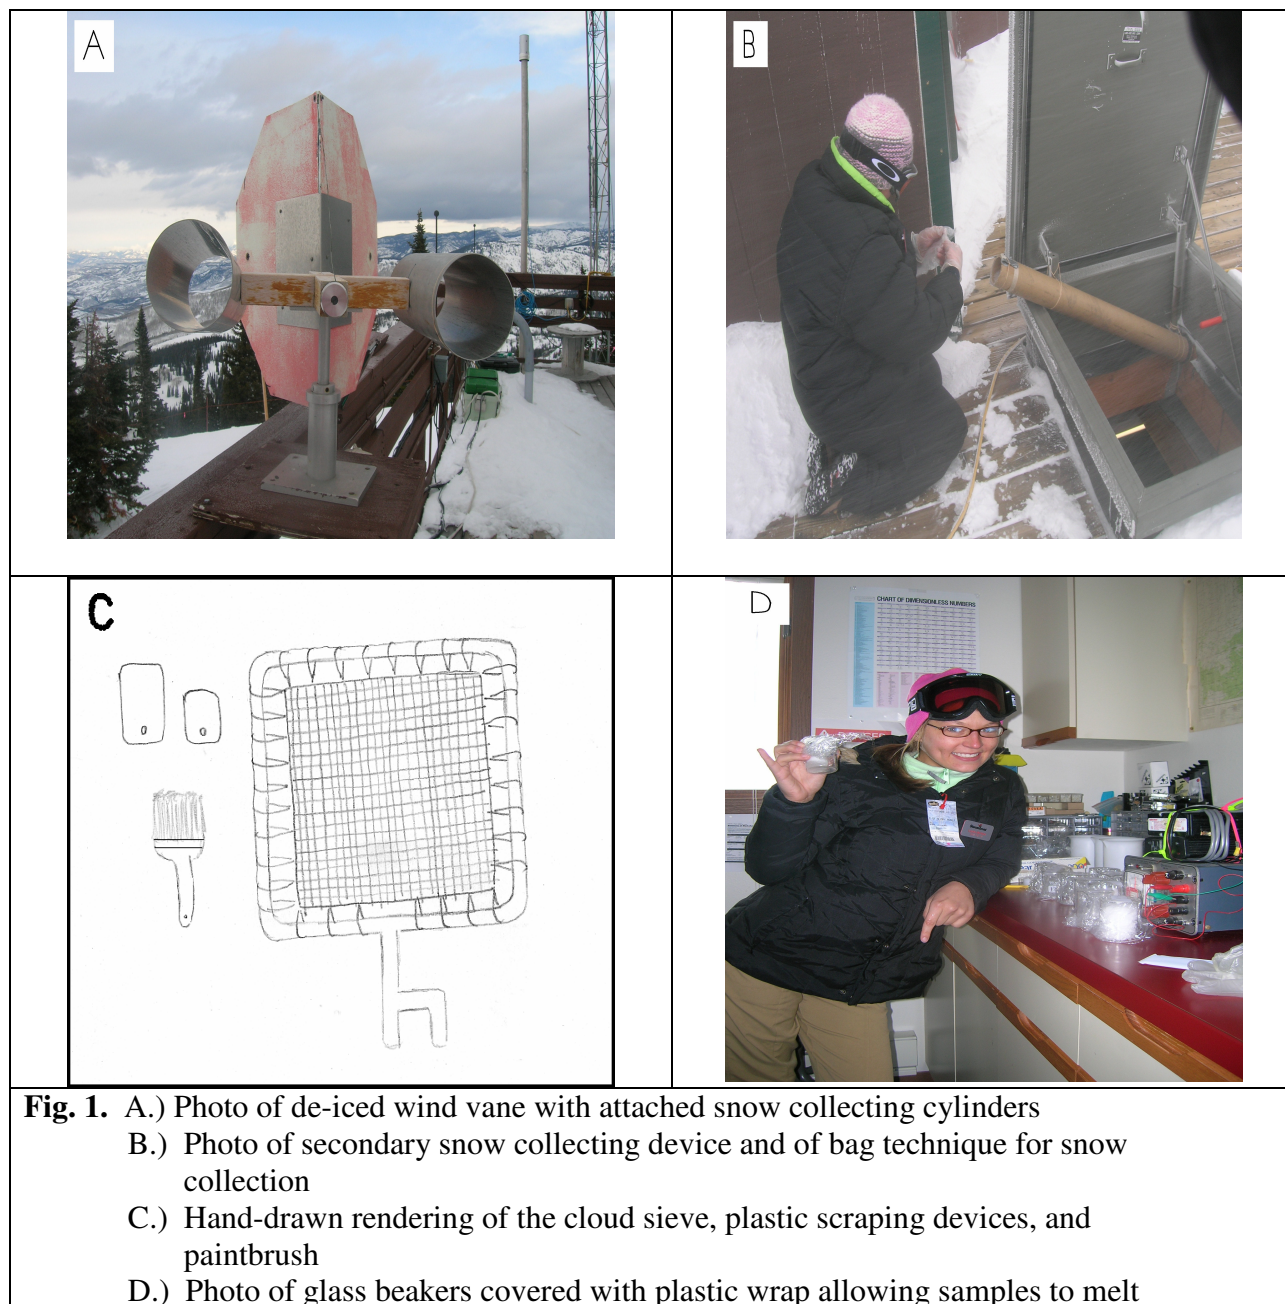 A
B
C
D
CHART OF DIMENSIONLESS NUMBERS
Fig. 1. A.) Photo of de-iced wind vane with attached snow collecting cylinders
B.) Photo of secondary snow collecting device and of bag technique for snow
collection
C.) Hand-drawn rendering of the cloud sieve, plastic scraping devices, and
paintbrush
D.) Photo of glass beakers covered with plastic wrap allowing samples to melt